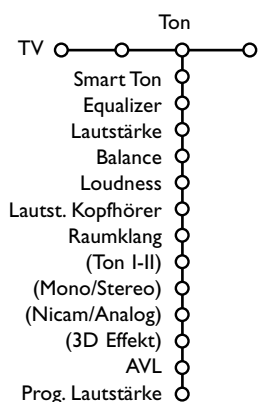 Ton
TV
Smart Ton
Equalizer
Lautstärke
Balance
Loudness
Lautst. Kopfhörer
Raumklang
(Ton I-II)
(Mono/Stereo)
(Nicam/Analog)
(3D Effekt)
AVL
Prog. Lautstärke